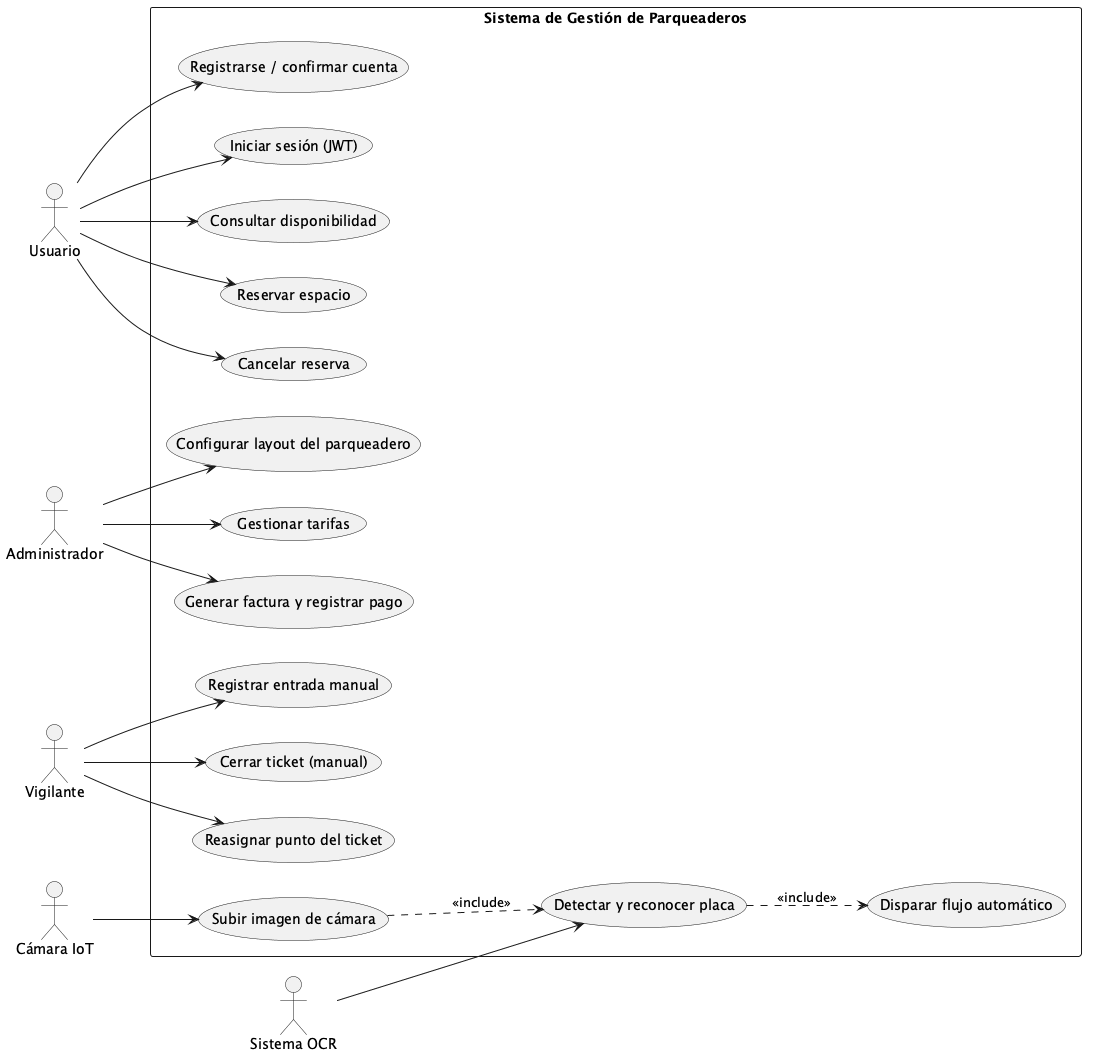 Sistema de Gestión de Parqueaderos
Registrarse / confirmar cuenta
Iniciar sesión (JWT)
Consultar disponibilidad
Usuario
Reservar espacio
Cancelar reserva
Configurar layout del parqueadero
Gestionar tarifas
Administrador
Generar factura y registrar pago
Registrar entrada manual
Cerrar ticket (manual)
Vigilante
Reasignar punto del ticket
«include»
«include»
Detectar y reconocer placa
Disparar flujo automático
Subir imagen de cámara
Cámara IoT
Sistema OCR